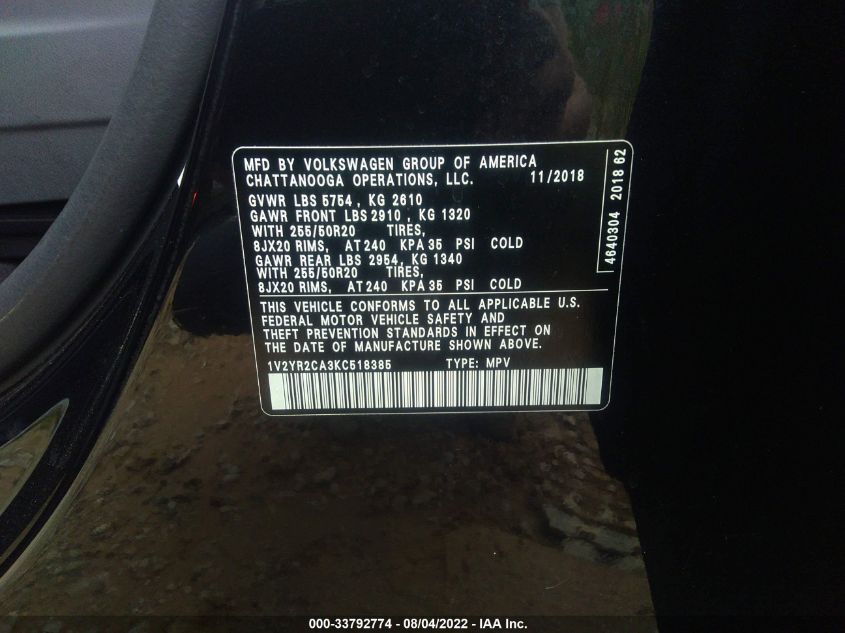 MFD BY VOLKSWAGEN GROUP OF AMERICA
CHATTANOOGA OPERATIONS, LLC. 11/2018
GVWR LBS 5754 , KG 2610
GAWR FRONT LBS 2910 , KG 1320
WITH 255/50R20 TIRES,
8JX20 RIMS, AT 240 KPA 35 PSI COLD
GAWR REAR LBS 2954, KG 1340
WITH 255/50R20 TIRES,
8JX20 RIMS, AT 240 KPA 35 PSI COLD
THIS VEHICLE CONFORMS TO ALL APPLICABLE U.S.
FEDERAL MOTOR VEHICLE SAFETY AND
THEFT PREVENTION STANDARDS IN EFFECT ON
THE DATE OF MANUFACTURE SHOWN ABOVE.
1V2YR2CA3KC518385 TYPE: MPV
4640304 2018 62
000-33792774 - 08/04/2022 - IAA Inc.